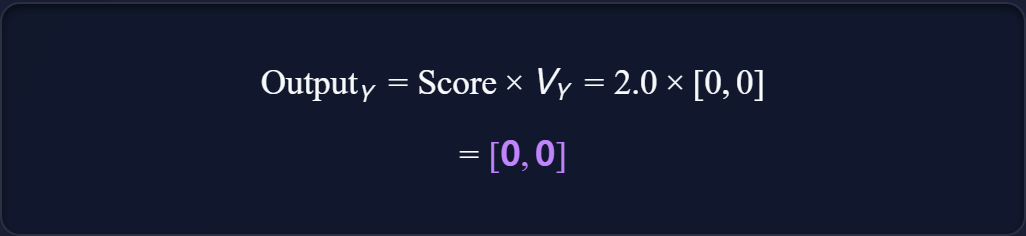 Output_Y = Score × V_Y = 2.0 × [0, 0]
= [0, 0]